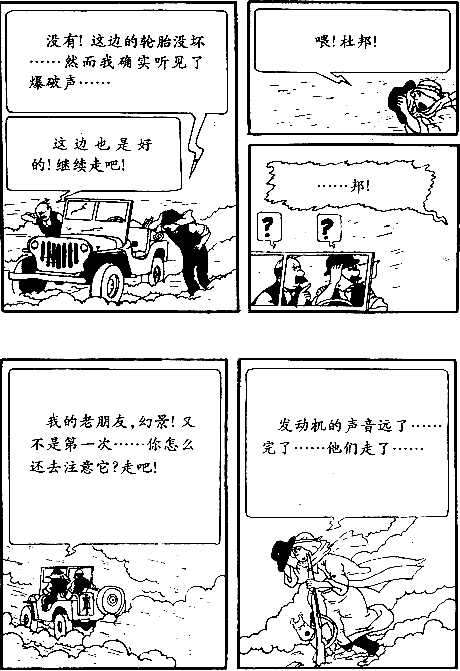 没有！这边的轮胎没坏
……然而我确实听见了
爆破声……
这边也是好
的！继续走吧！
喂！杜邦！
……邦！
?
?
我的老朋友，幻景！又
不是第一次……你怎么
还去注意它？走吧！
发动机的声音远了……
完了……他们走了……